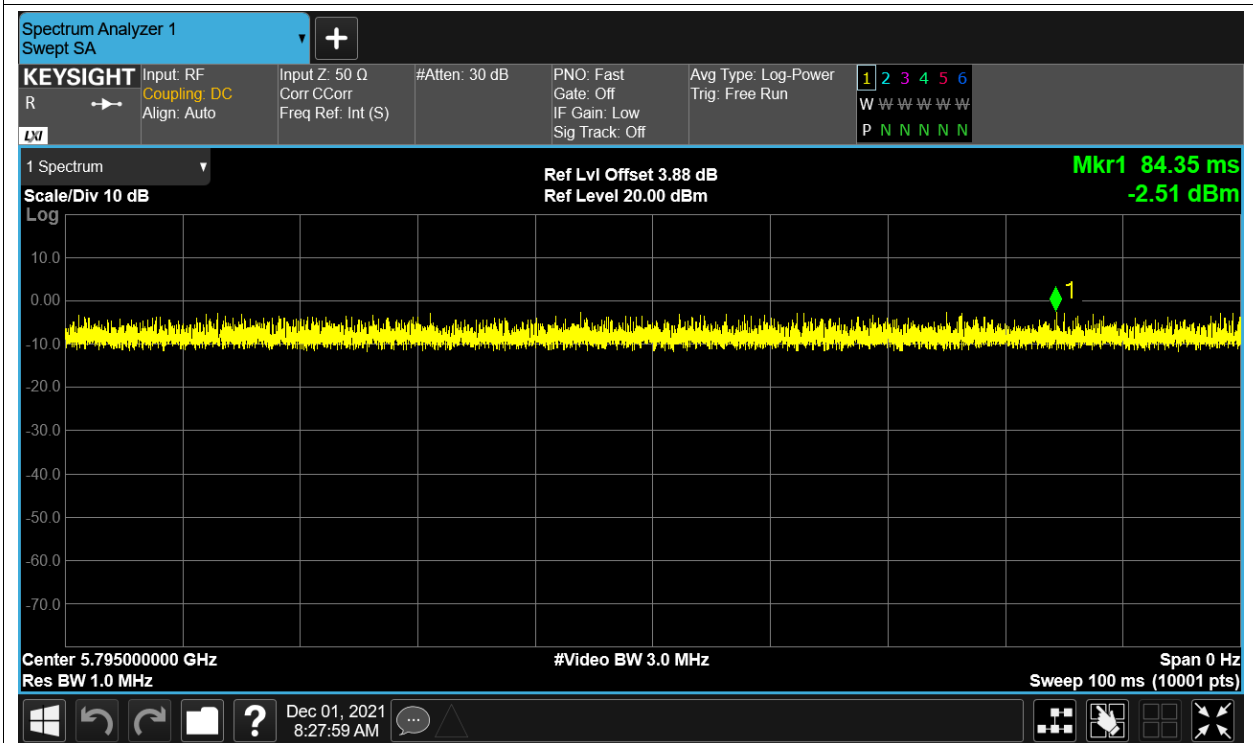 Spectrum Analyzer 1
Swept SA
▼
+
KEYSIGHT
R
LXI
Input: RF
Coupling: DC
Align: Auto
Input Z: 50 Ω
Corr CCorr
Freq Ref: Int (S)
#Atten: 30 dB
PNO: Fast
Gate: Off
IF Gain: Low
Sig Track: Off
Avg Type: Log-Power
Trig: Free Run
1 2 3 4 5 6
W W W W W W
P N N N N N
1 Spectrum ▼
Scale/Div 10 dB
Ref Lvl Offset 3.88 dB
Ref Level 20.00 dBm
Mkr1 84.35 ms
-2.51 dBm
Log
10.0
0.00
-10.0
-20.0
-30.0
-40.0
-50.0
-60.0
-70.0
1
Center 5.795000000 GHz
Res BW 1.0 MHz
#Video BW 3.0 MHz
Span 0 Hz
Sweep 100 ms (10001 pts)
?
Dec 01, 2021
8:27:59 AM